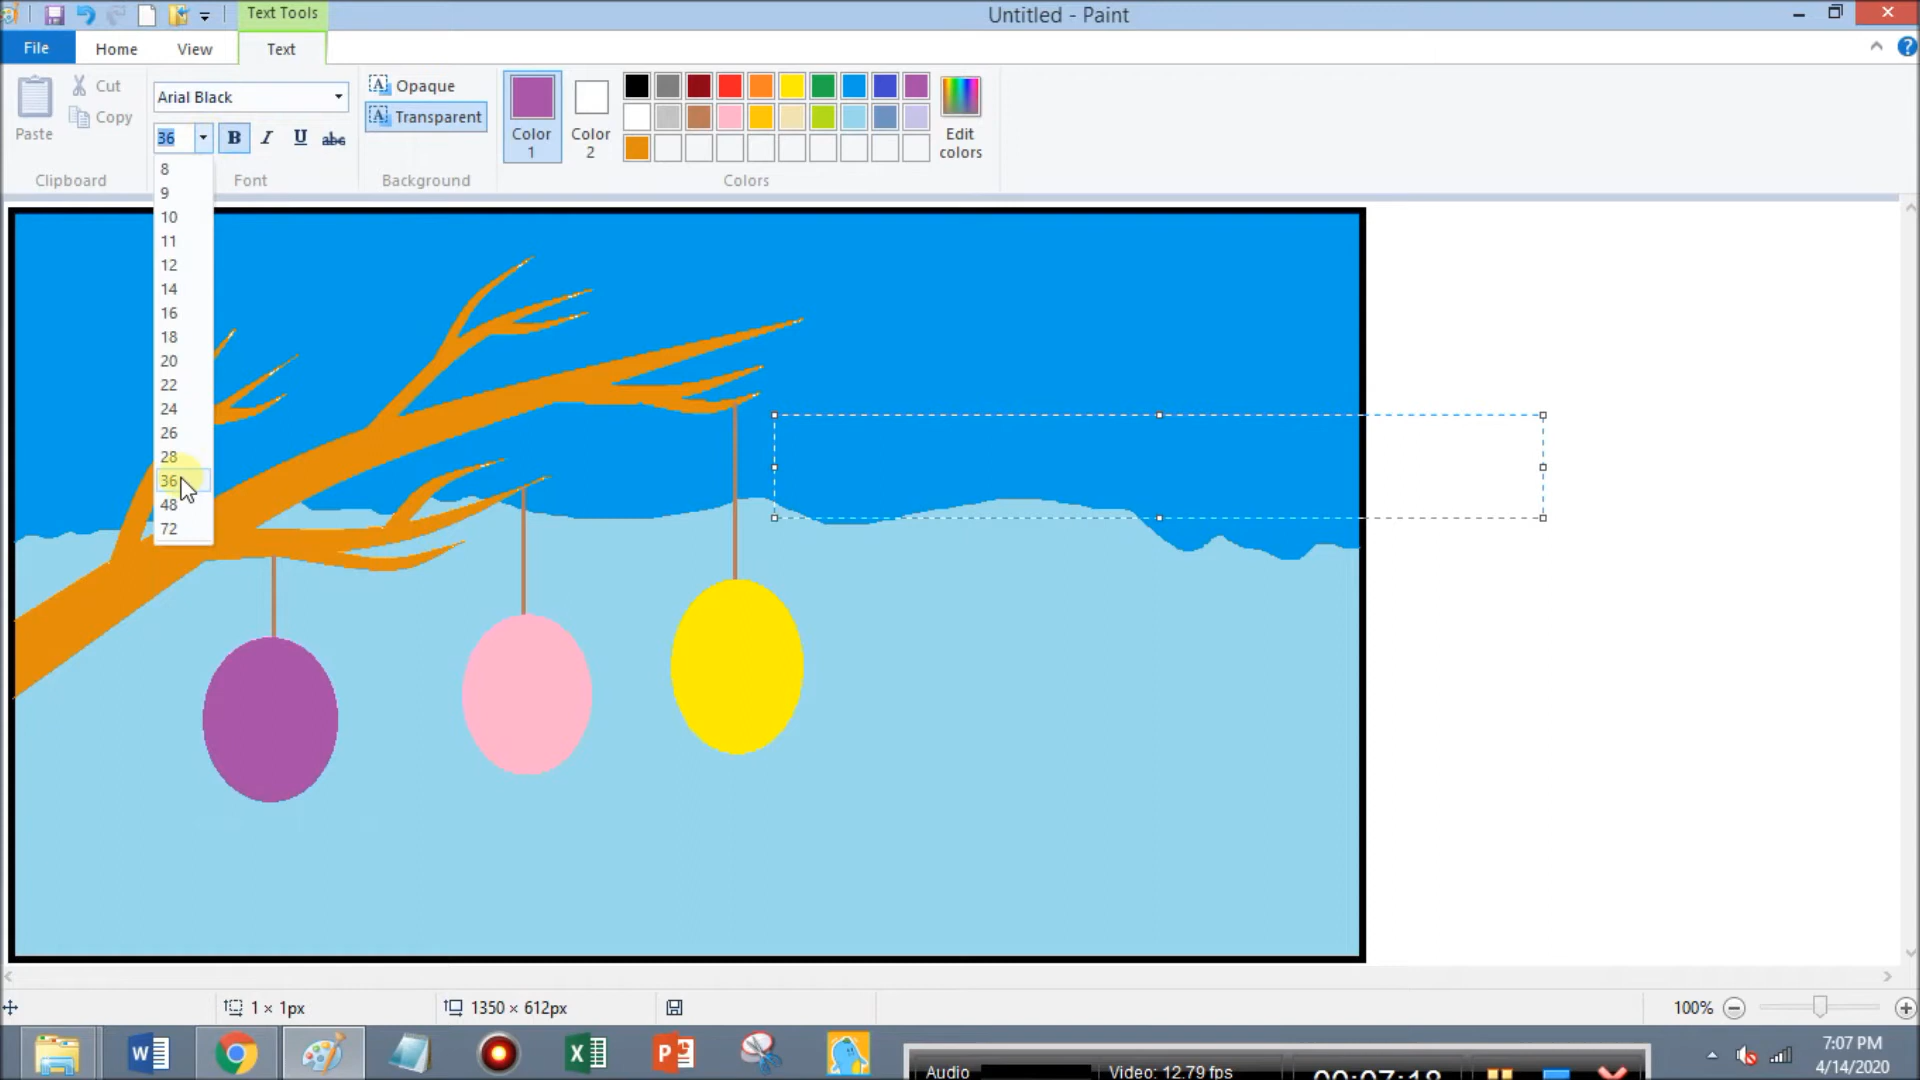 Text Tools
Untitled - Paint
File
Home
View
Text
Paste
Cut
Copy
Clipboard
Arial Black
36
B
I
U
abc
Font
8
9
10
11
12
14
16
18
20
22
24
26
28
36
48
72
Opaque
Transparent
Background
Color
1
Color
2
Edit
colors
Colors
1 × 1px
1350 × 612px
100%
Audio
Video: 12.79 fps
00:07:18
7:07 PM
4/14/2020